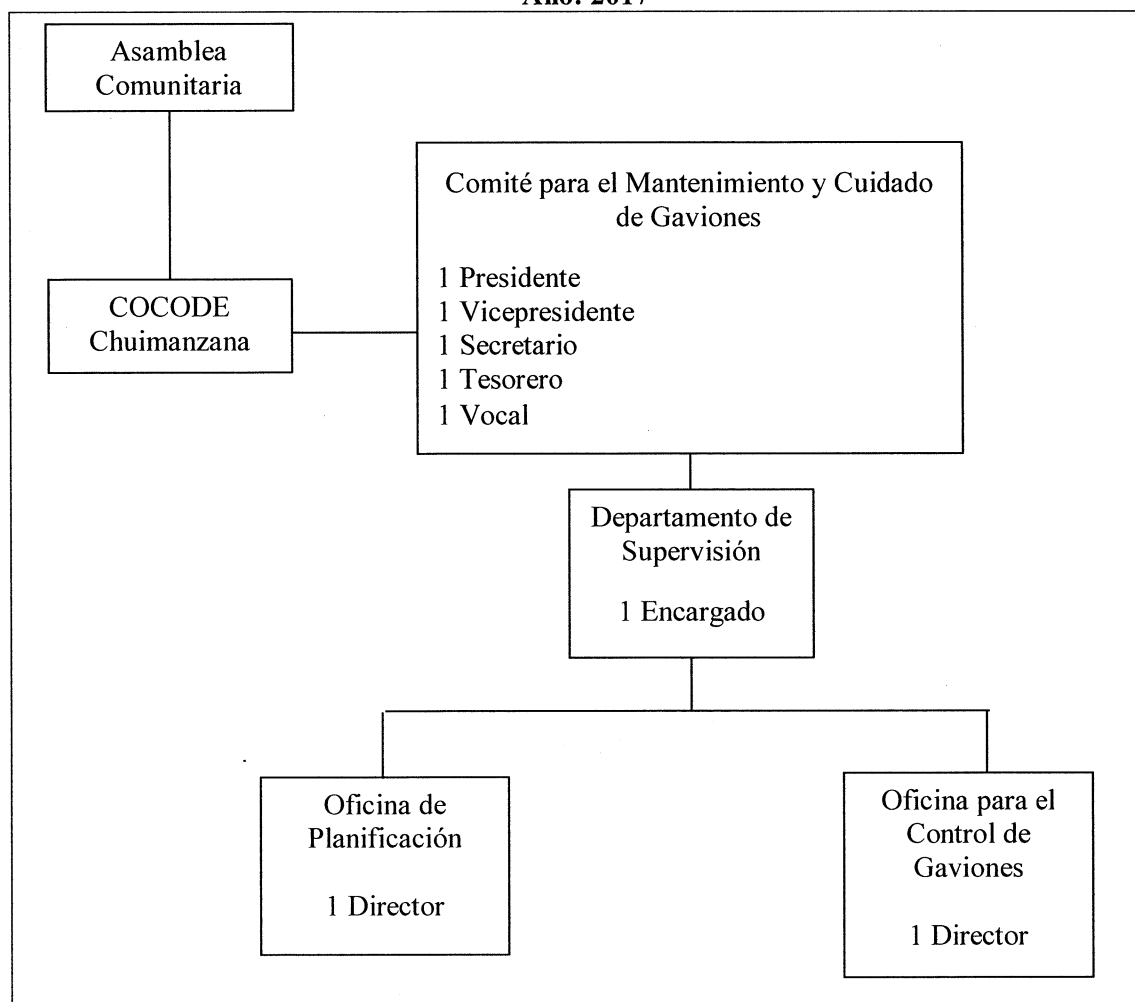 Año: 2017
Asamblea
Comunitaria
Comité para el Mantenimiento y Cuidado
de Gaviones
1 Presidente
1 Vicepresidente
1 Secretario
1 Tesorero
1 Vocal
COCODE
Chuimanzana
Departamento de
Supervisión
1 Encargado
Oficina de
Planificación
1 Director
Oficina para el
Control de
Gaviones
1 Director